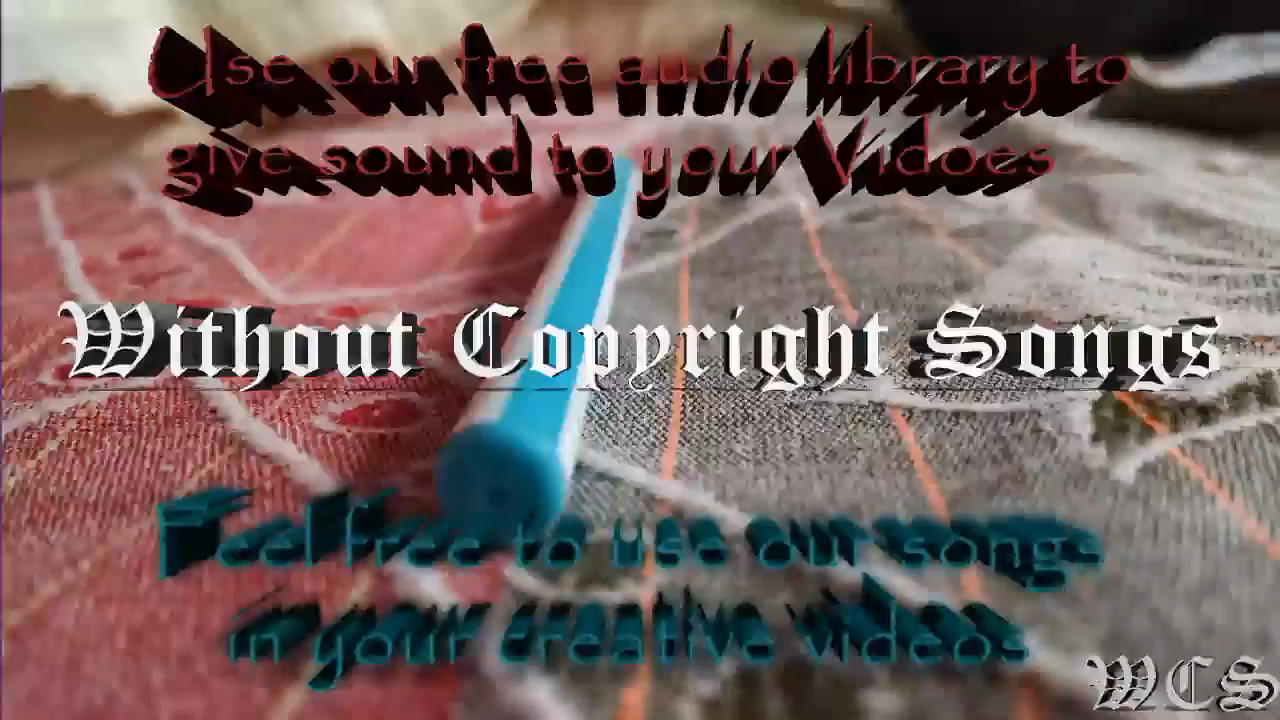 Use our free audio library to
give sound to your Vidoes
Without Copyright Songs
Feel free to use our songs
in your creative videos
WCS